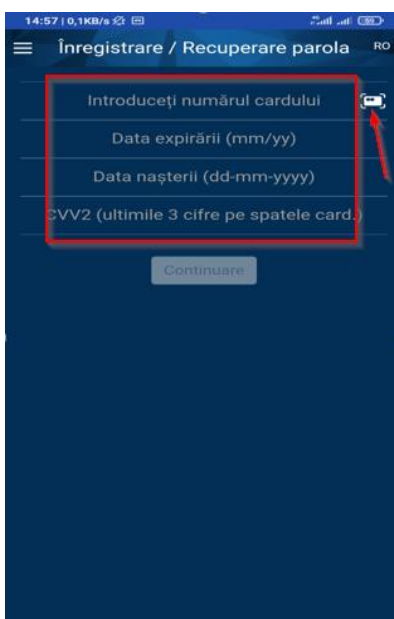 14:57 | 0,1KB/s
59
Înregistrare / Recuperare parola RO
Introduceți numărul cardului
Data expirării (mm/yy)
Data nașterii (dd-mm-yyyy)
CVV2 (ultimile 3 cifre pe spatele card.)
Continuare